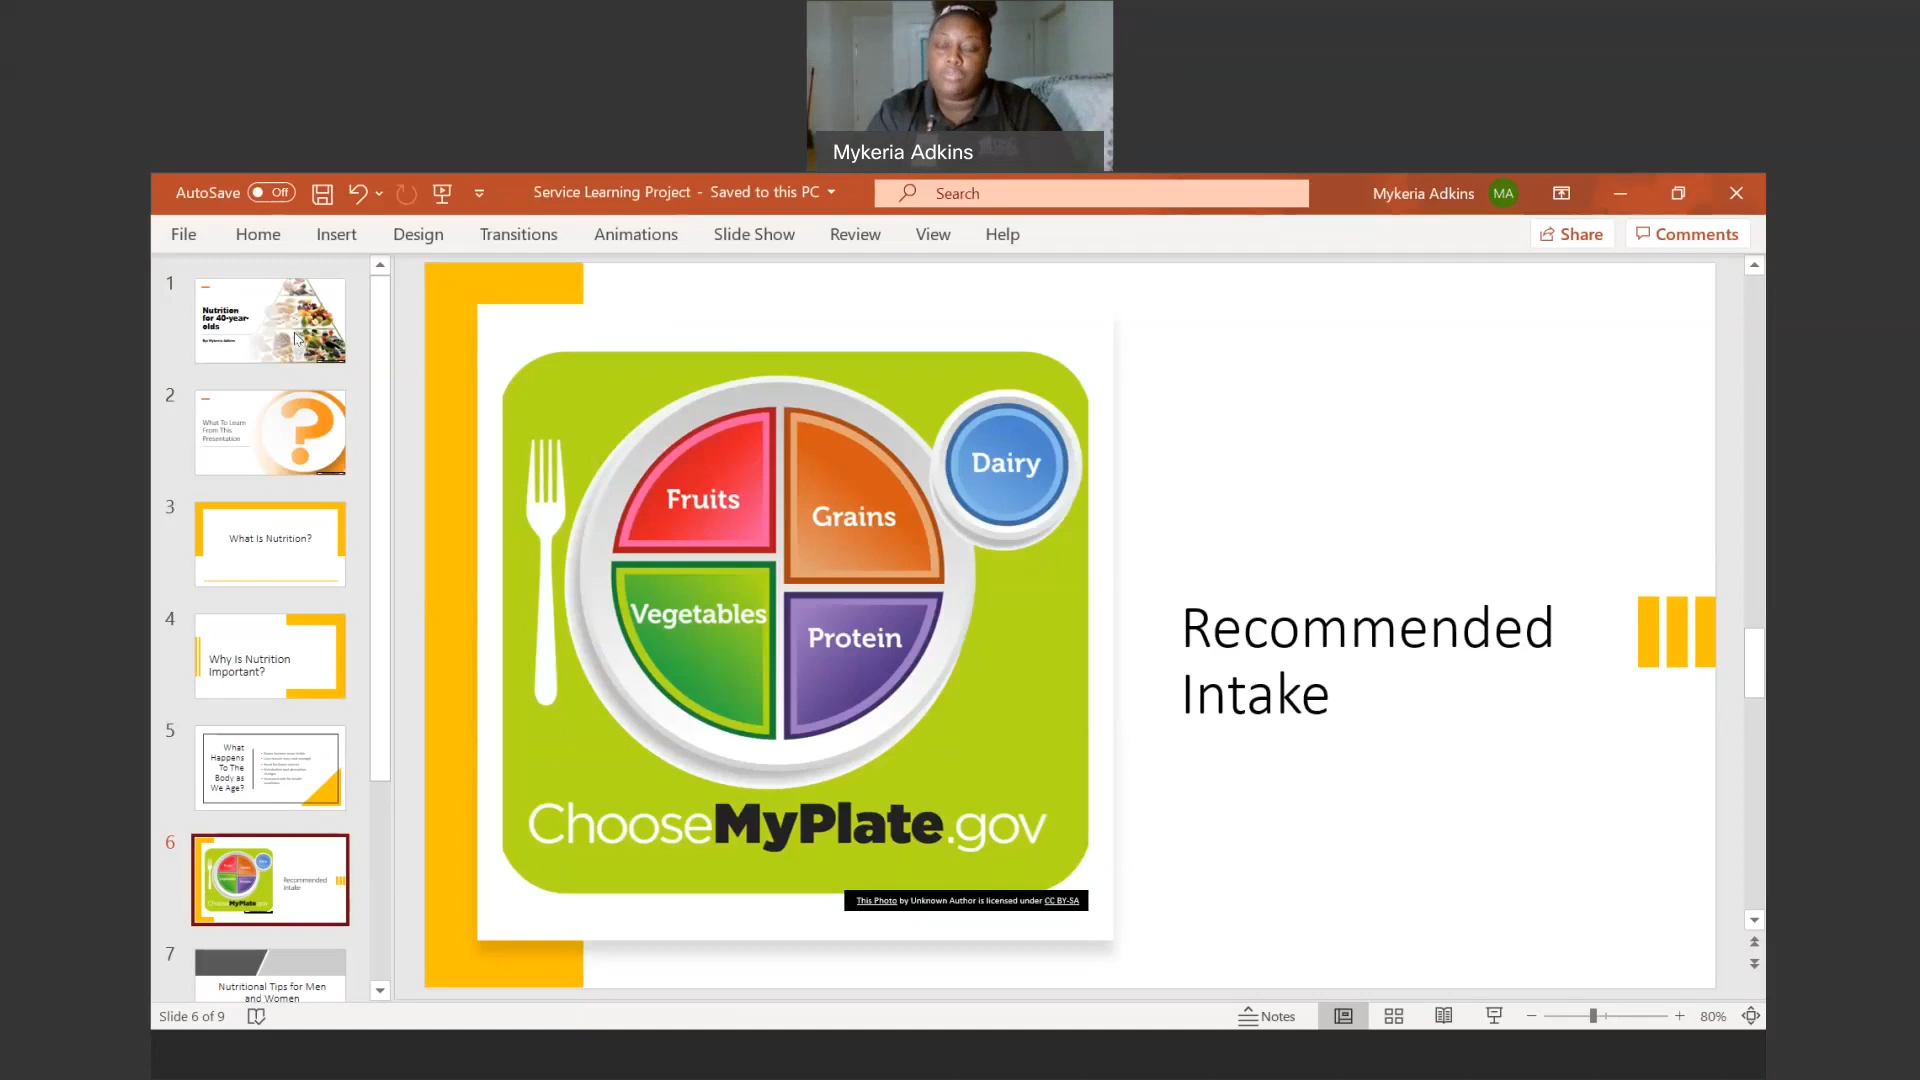 Mykeria Adkins
AutoSave Off Service Learning Project - Saved to this PC Search Mykeria Adkins MA
File Home Insert Design Transitions Animations Slide Show Review View Help Share Comments
1
Nutrition
for 40-year-
olds
By: Mykeria Adkins
2
What To Learn
From This
Presentation
?
3
What Is Nutrition?
4
Why Is Nutrition
Important?
5
What
Happens
To The
Body as
We Age?
6
Recommended
Intake
ChooseMyPlate.gov
7
Nutritional Tips for Men
and Women
Fruits
Grains
Dairy
Vegetables
Protein
ChooseMyPlate.gov
This Photo by Unknown Author is licensed under CC BY-SA
Recommended
Intake
Slide 6 of 9 Notes 80%